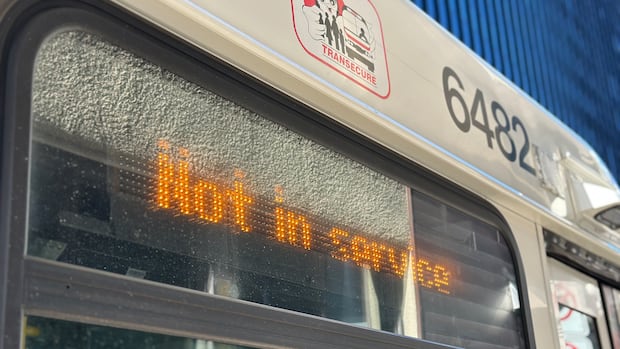 TRANSECURE
6482
Not in service